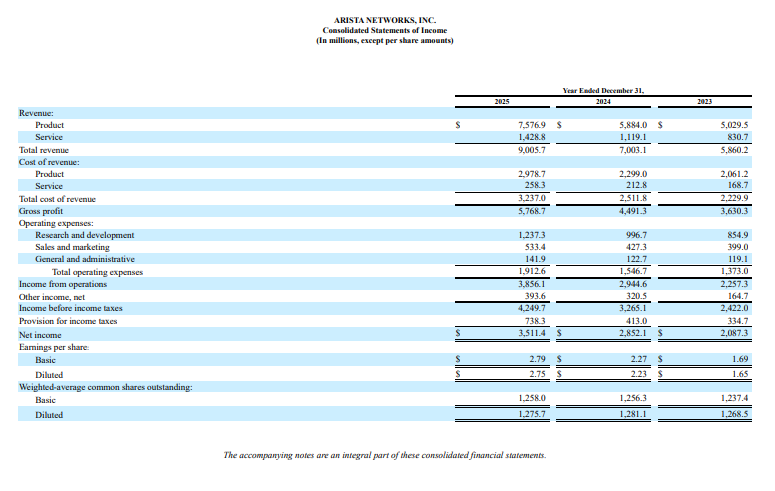 ARISTA NETWORKS, INC.
Consolidated Statements of Income
(In millions, except per share amounts)
Year Ended December 31,
2025 2024 2023
Revenue:
Product $ 7,576.9 $ 5,884.0 $ 5,029.5
Service 1,428.8 1,119.1 830.7
Total revenue 9,005.7 7,003.1 5,860.2
Cost of revenue:
Product 2,978.7 2,299.0 2,061.2
Service 258.3 212.8 168.7
Total cost of revenue 3,237.0 2,511.8 2,229.9
Gross profit 5,768.7 4,491.3 3,630.3
Operating expenses:
Research and development 1,237.3 996.7 854.9
Sales and marketing 533.4 427.3 399.0
General and administrative 141.9 122.7 119.1
Total operating expenses 1,912.6 1,546.7 1,373.0
Income from operations 3,856.1 2,944.6 2,257.3
Other income, net 393.6 320.5 164.7
Income before income taxes 4,249.7 3,265.1 2,422.0
Provision for income taxes 738.3 413.0 334.7
Net income $ 3,511.4 $ 2,852.1 $ 2,087.3
Earnings per share:
Basic $ 2.79 $ 2.27 $ 1.69
Diluted $ 2.75 $ 2.23 $ 1.65
Weighted-average common shares outstanding:
Basic 1,258.0 1,256.3 1,237.4
Diluted 1,275.7 1,281.1 1,268.5
The accompanying notes are an integral part of these consolidated financial statements.